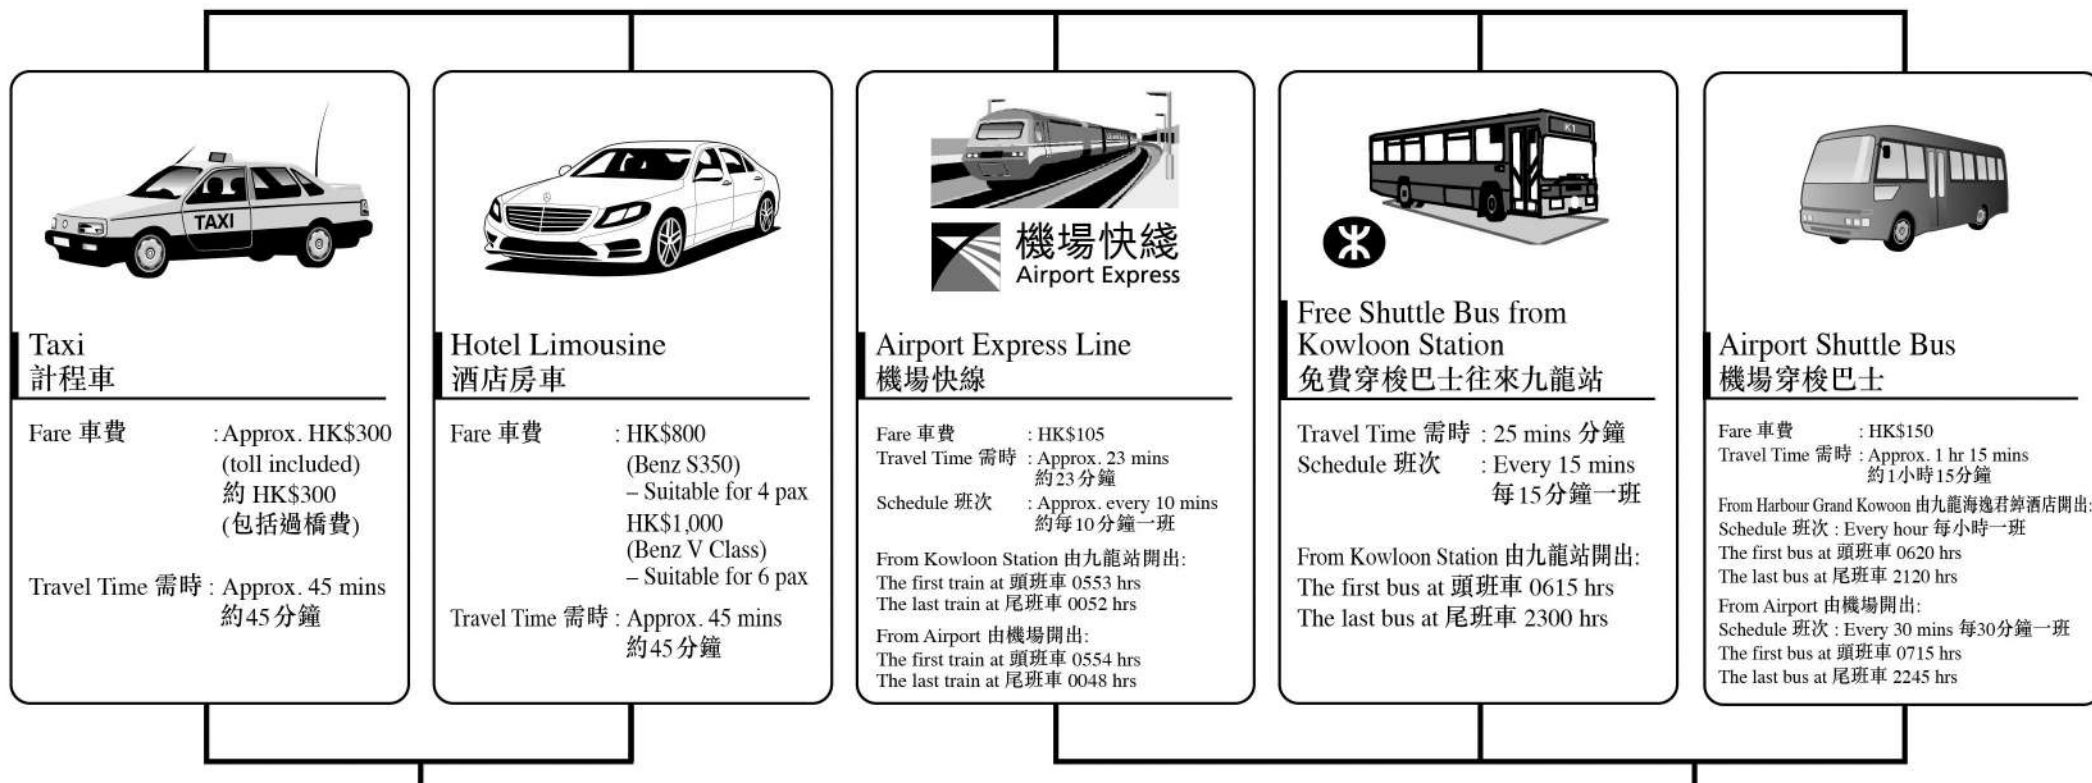 TAXI
Taxi
計程車
Fare 車費 : Approx. HK$300
(toll included)
約 HK$300
(包括過橋費)
Travel Time 需時 : Approx. 45 mins
約45分鐘
Hotel Limousine
酒店房車
Fare 車費 : HK$800
(Benz S350)
– Suitable for 4 pax
HK$1,000
(Benz V Class)
– Suitable for 6 pax
Travel Time 需時 : Approx. 45 mins
約45分鐘
機場快綫
Airport Express
Airport Express Line
機場快線
Fare 車費 : HK$105
Travel Time 需時 : Approx. 23 mins
約23分鐘
Schedule 班次 : Approx. every 10 mins
約每10分鐘一班
From Kowloon Station 由九龍站開出:
The first train at 頭班車 0553 hrs
The last train at 尾班車 0052 hrs
From Airport 由機場開出:
The first train at 頭班車 0554 hrs
The last train at 尾班車 0048 hrs
K1
Free Shuttle Bus from
Kowloon Station
免費穿梭巴士往來九龍站
Travel Time 需時 : 25 mins 分鐘
Schedule 班次 : Every 15 mins
每15分鐘一班
From Kowloon Station 由九龍站開出:
The first bus at 頭班車 0615 hrs
The last bus at 尾班車 2300 hrs
Airport Shuttle Bus
機場穿梭巴士
Fare 車費 : HK$150
Travel Time 需時 : Approx. 1 hr 15 mins
約1小時15分鐘
From Harbour Grand Kowoon 由九龍海逸君綽酒店開出:
Schedule 班次 : Every hour 每小時一班
The first bus at 頭班車 0620 hrs
The last bus at 尾班車 2120 hrs
From Airport 由機場開出:
Schedule 班次 : Every 30 mins 每30分鐘一班
The first bus at 頭班車 0715 hrs
The last bus at 尾班車 2245 hrs